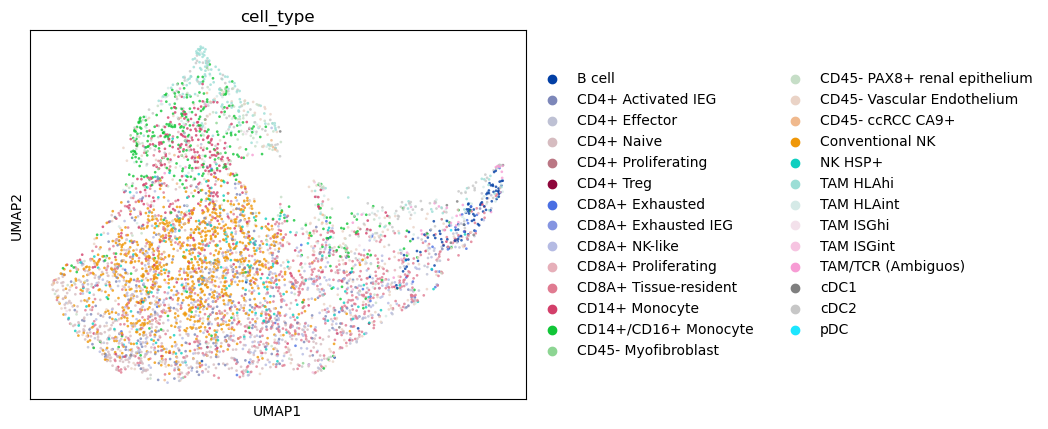 cell_type
UMAP2
UMAP1
B cell
CD4+ Activated IEG
CD4+ Effector
CD4+ Naive
CD4+ Proliferating
CD4+ Treg
CD8A+ Exhausted
CD8A+ Exhausted IEG
CD8A+ NK-like
CD8A+ Proliferating
CD8A+ Tissue-resident
CD14+ Monocyte
CD14+/CD16+ Monocyte
CD45- Myofibroblast
CD45- PAX8+ renal epithelium
CD45- Vascular Endothelium
CD45- ccRCC CA9+
Conventional NK
NK HSP+
TAM HLAhi
TAM HLAint
TAM ISGhi
TAM ISGint
TAM/TCR (Ambiguos)
cDC1
cDC2
pDC